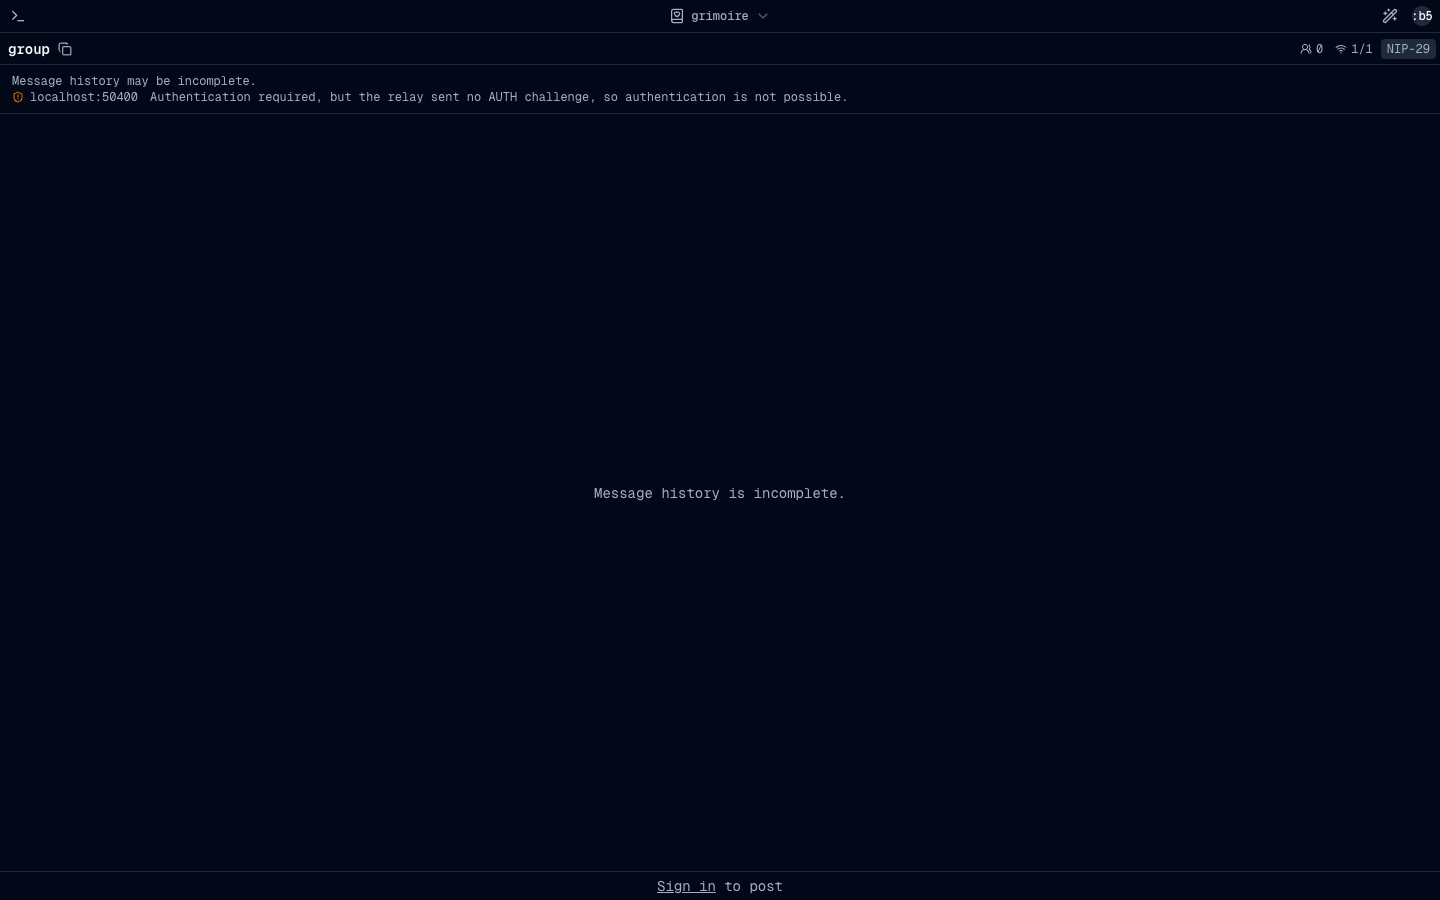 grimoire
:b5
group
0
1/1
NIP-29
Message history may be incomplete.
localhost:50400 Authentication required, but the relay sent no AUTH challenge, so authentication is not possible.
Message history is incomplete.
Sign in to post